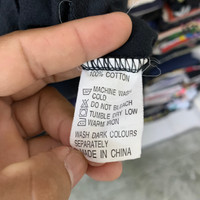 100% COTTON
MACHINE WASH
COLD
DO NOT BLEACH
TUMBLE DRY LOW
WARM IRON
WASH DARK COLOURS
SEPARATELY
MADE IN CHINA